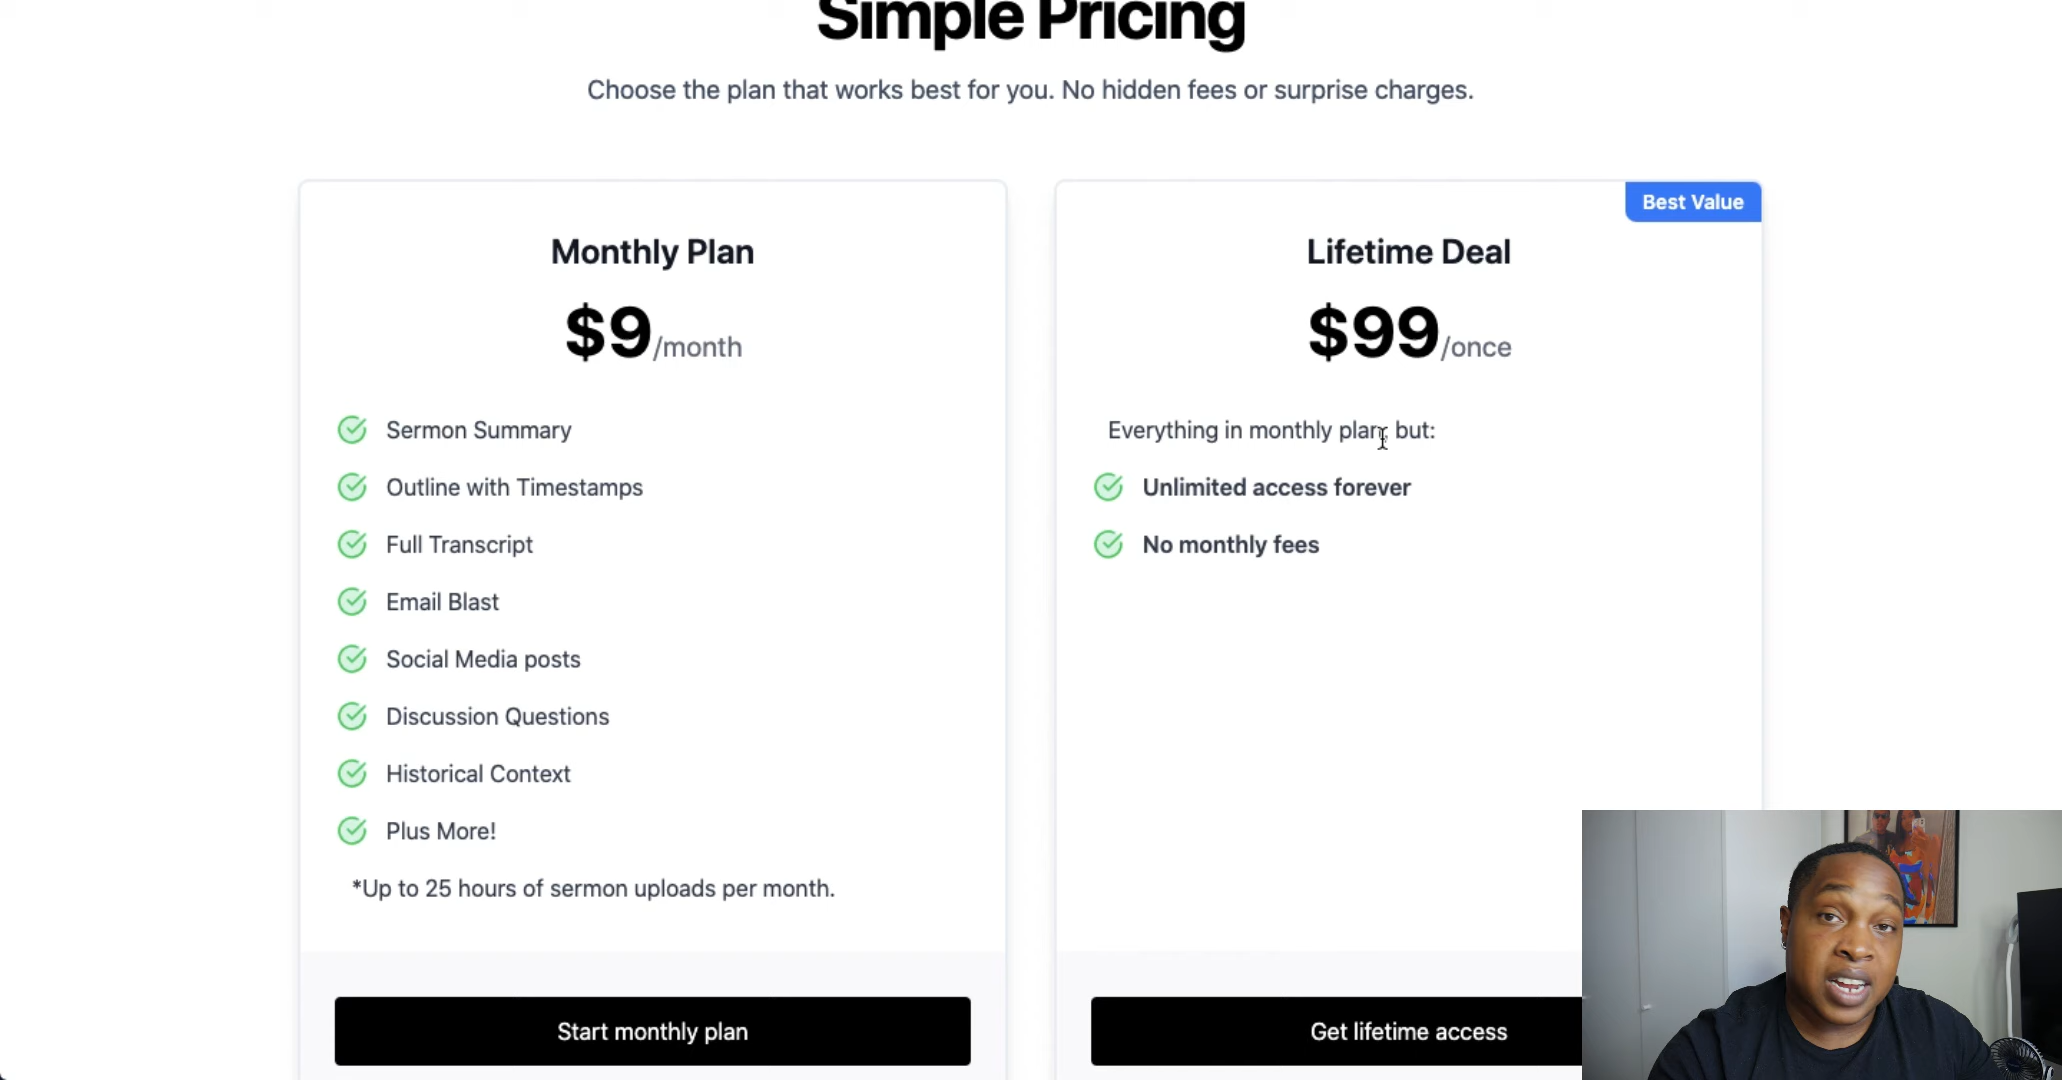 Simple Pricing
Choose the plan that works best for you. No hidden fees or surprise charges.
Monthly Plan
$9/month
Sermon Summary
Outline with Timestamps
Full Transcript
Email Blast
Social Media posts
Discussion Questions
Historical Context
Plus More!
*Up to 25 hours of sermon uploads per month.
Start monthly plan
Best Value
Lifetime Deal
$99/once
Everything in monthly plan, but:
Unlimited access forever
No monthly fees
Get lifetime access